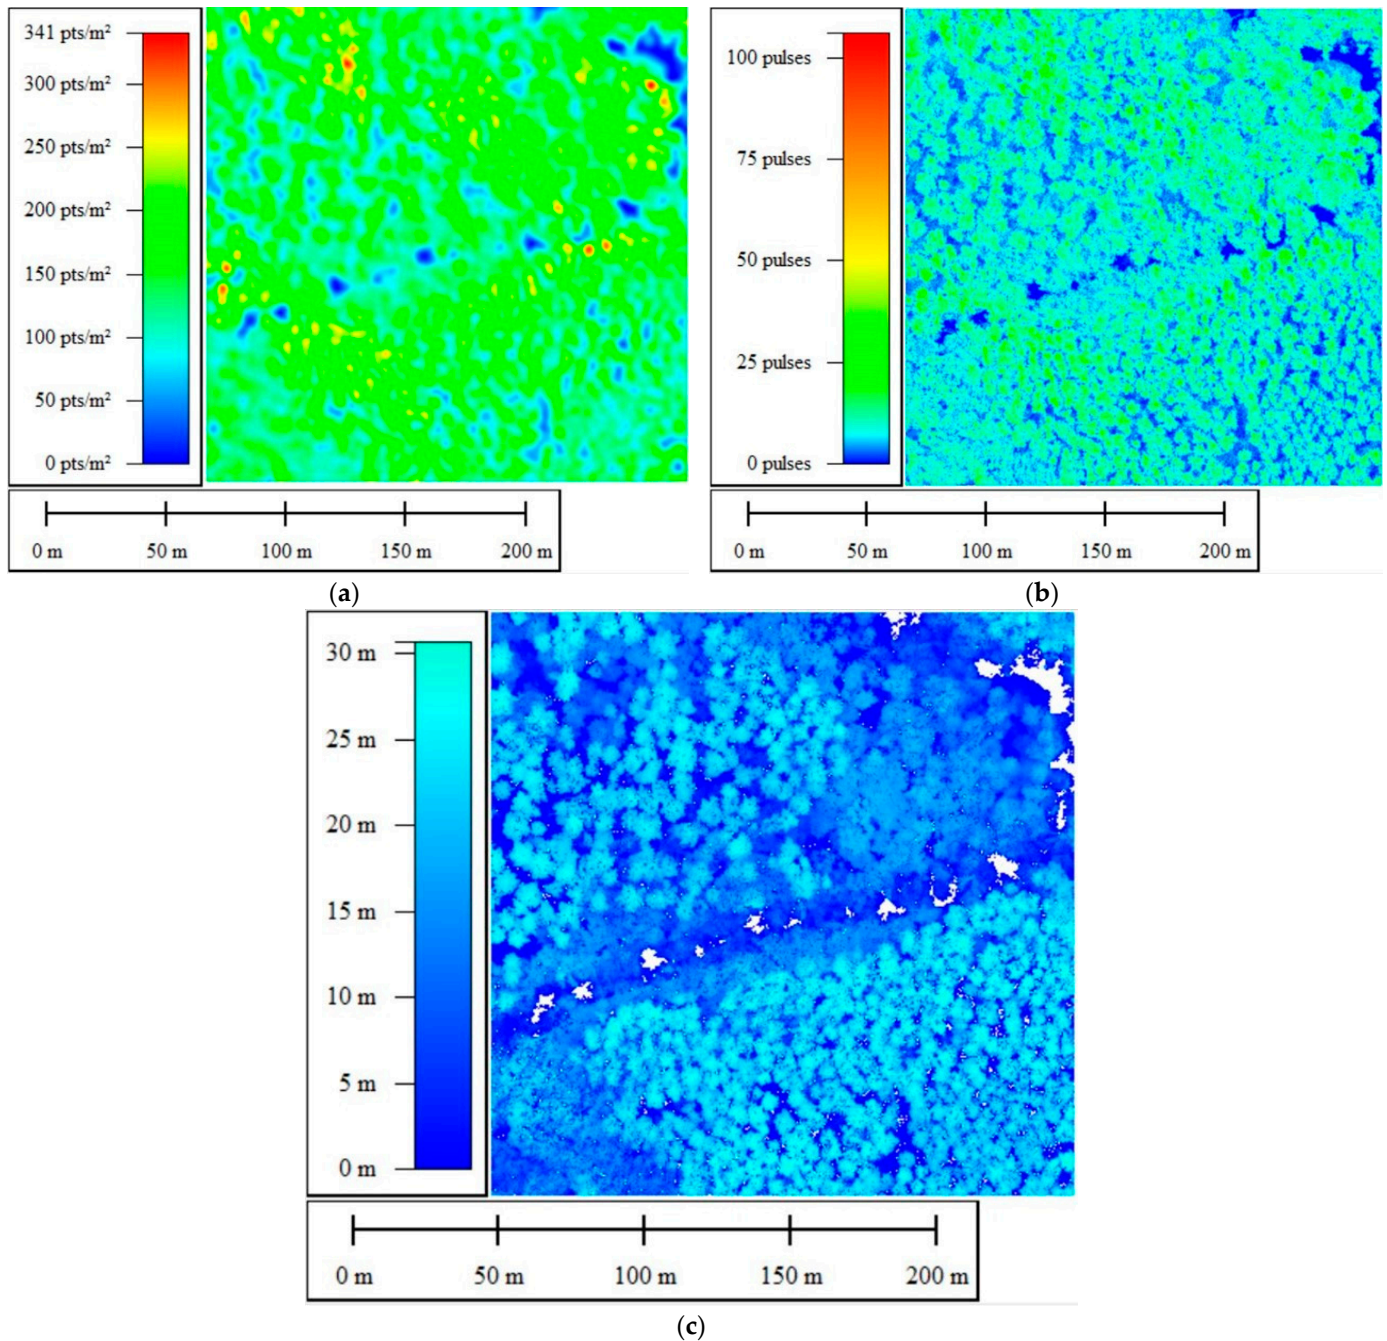 341 pts/m²
300 pts/m²
250 pts/m²
200 pts/m²
150 pts/m²
100 pts/m²
50 pts/m²
0 pts/m²
0 m 50 m 100 m 150 m 200 m
(a)
100 pulses
75 pulses
50 pulses
25 pulses
0 pulses
0 m 50 m 100 m 150 m 200 m
(b)
30 m
25 m
20 m
15 m
10 m
5 m
0 m
0 m 50 m 100 m 150 m 200 m
(c)